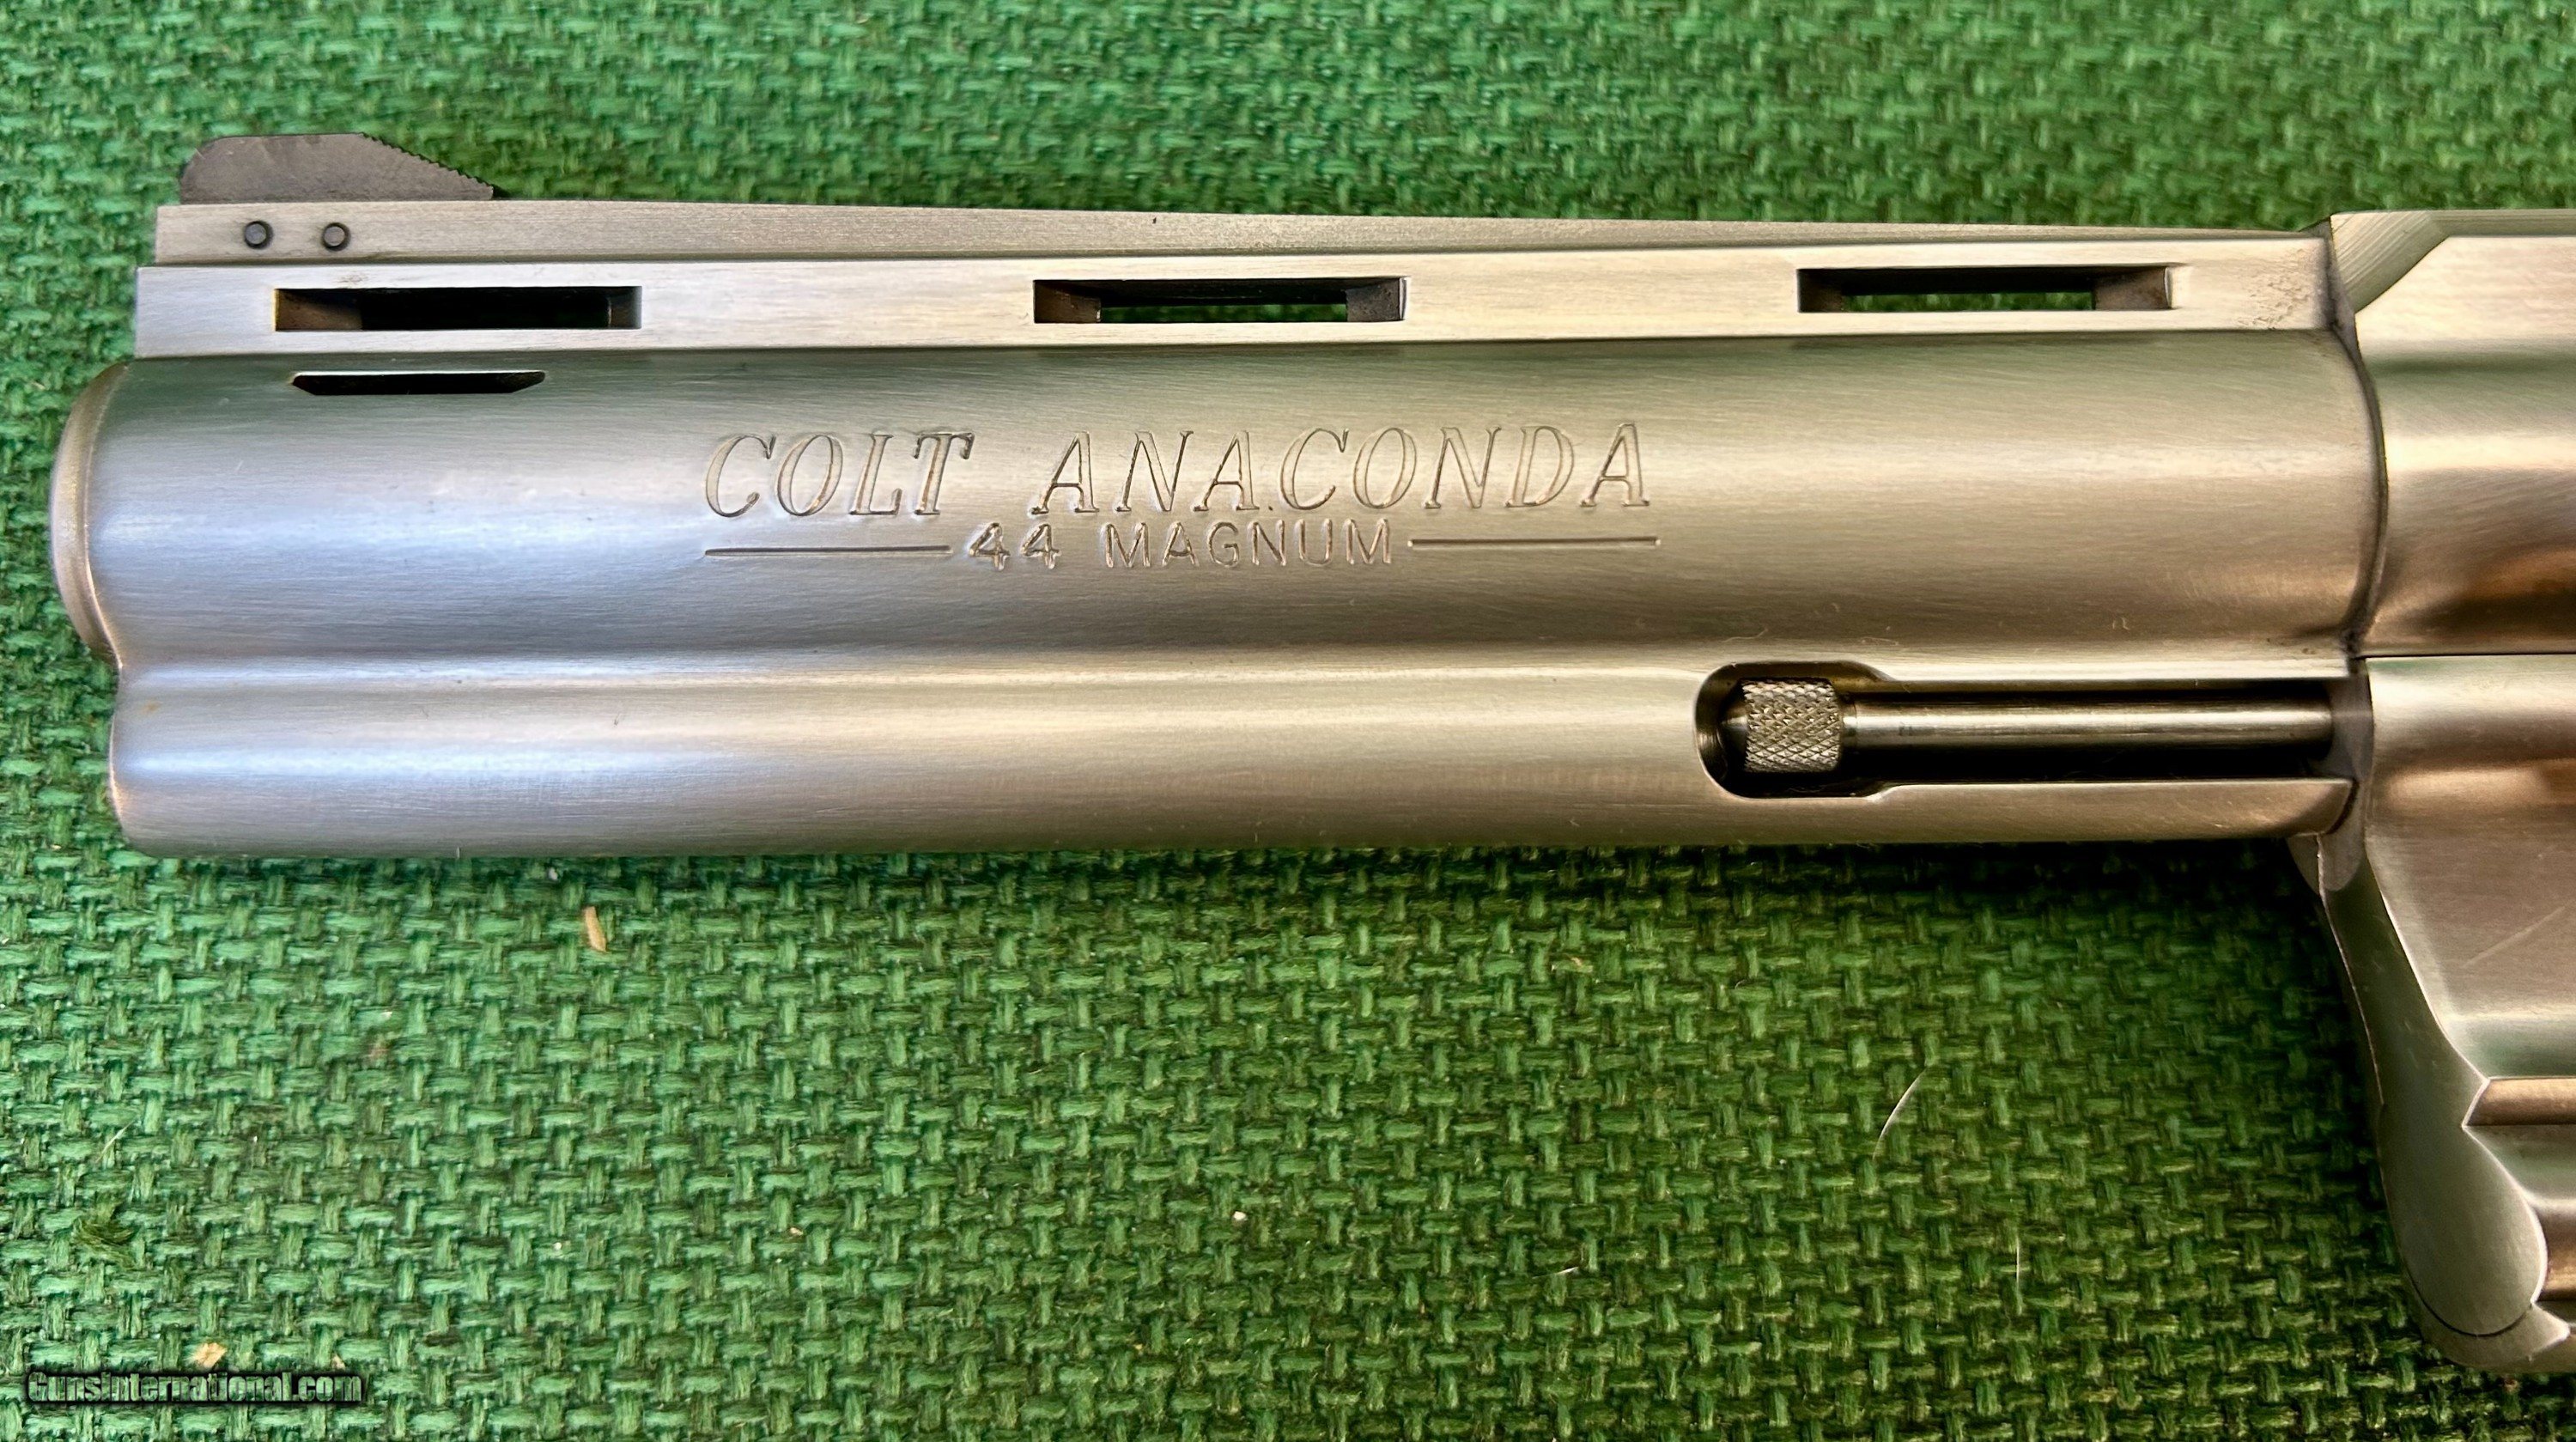 COLT ANACONDA
44 MAGNUM
GunsInternational.com